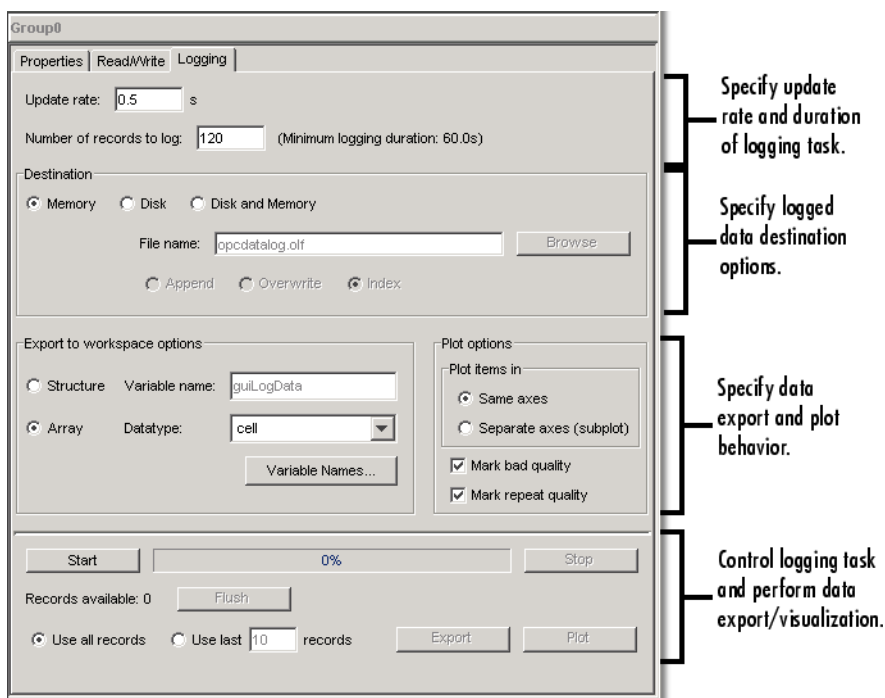 Group0
Properties Read/Write Logging
Update rate: 0.5 s
Number of records to log: 120 (Minimum logging duration: 60.0s)
Specify update
rate and duration
of logging task.
Destination
Memory Disk Disk and Memory
File name: opcdatalog.olf Browse
Append Overwrite Index
Specify logged
data destination
options.
Export to workspace options
Structure Variable name: guiLogData
Array Datatype: cell
Variable Names...
Plot options
Plot items in
Same axes
Separate axes (subplot)
Mark bad quality
Mark repeat quality
Specify data
export and plot
behavior.
Start 0% Stop
Records available: 0 Flush
Use all records Use last 10 records Export Plot
Control logging task
and perform data
export/visualization.